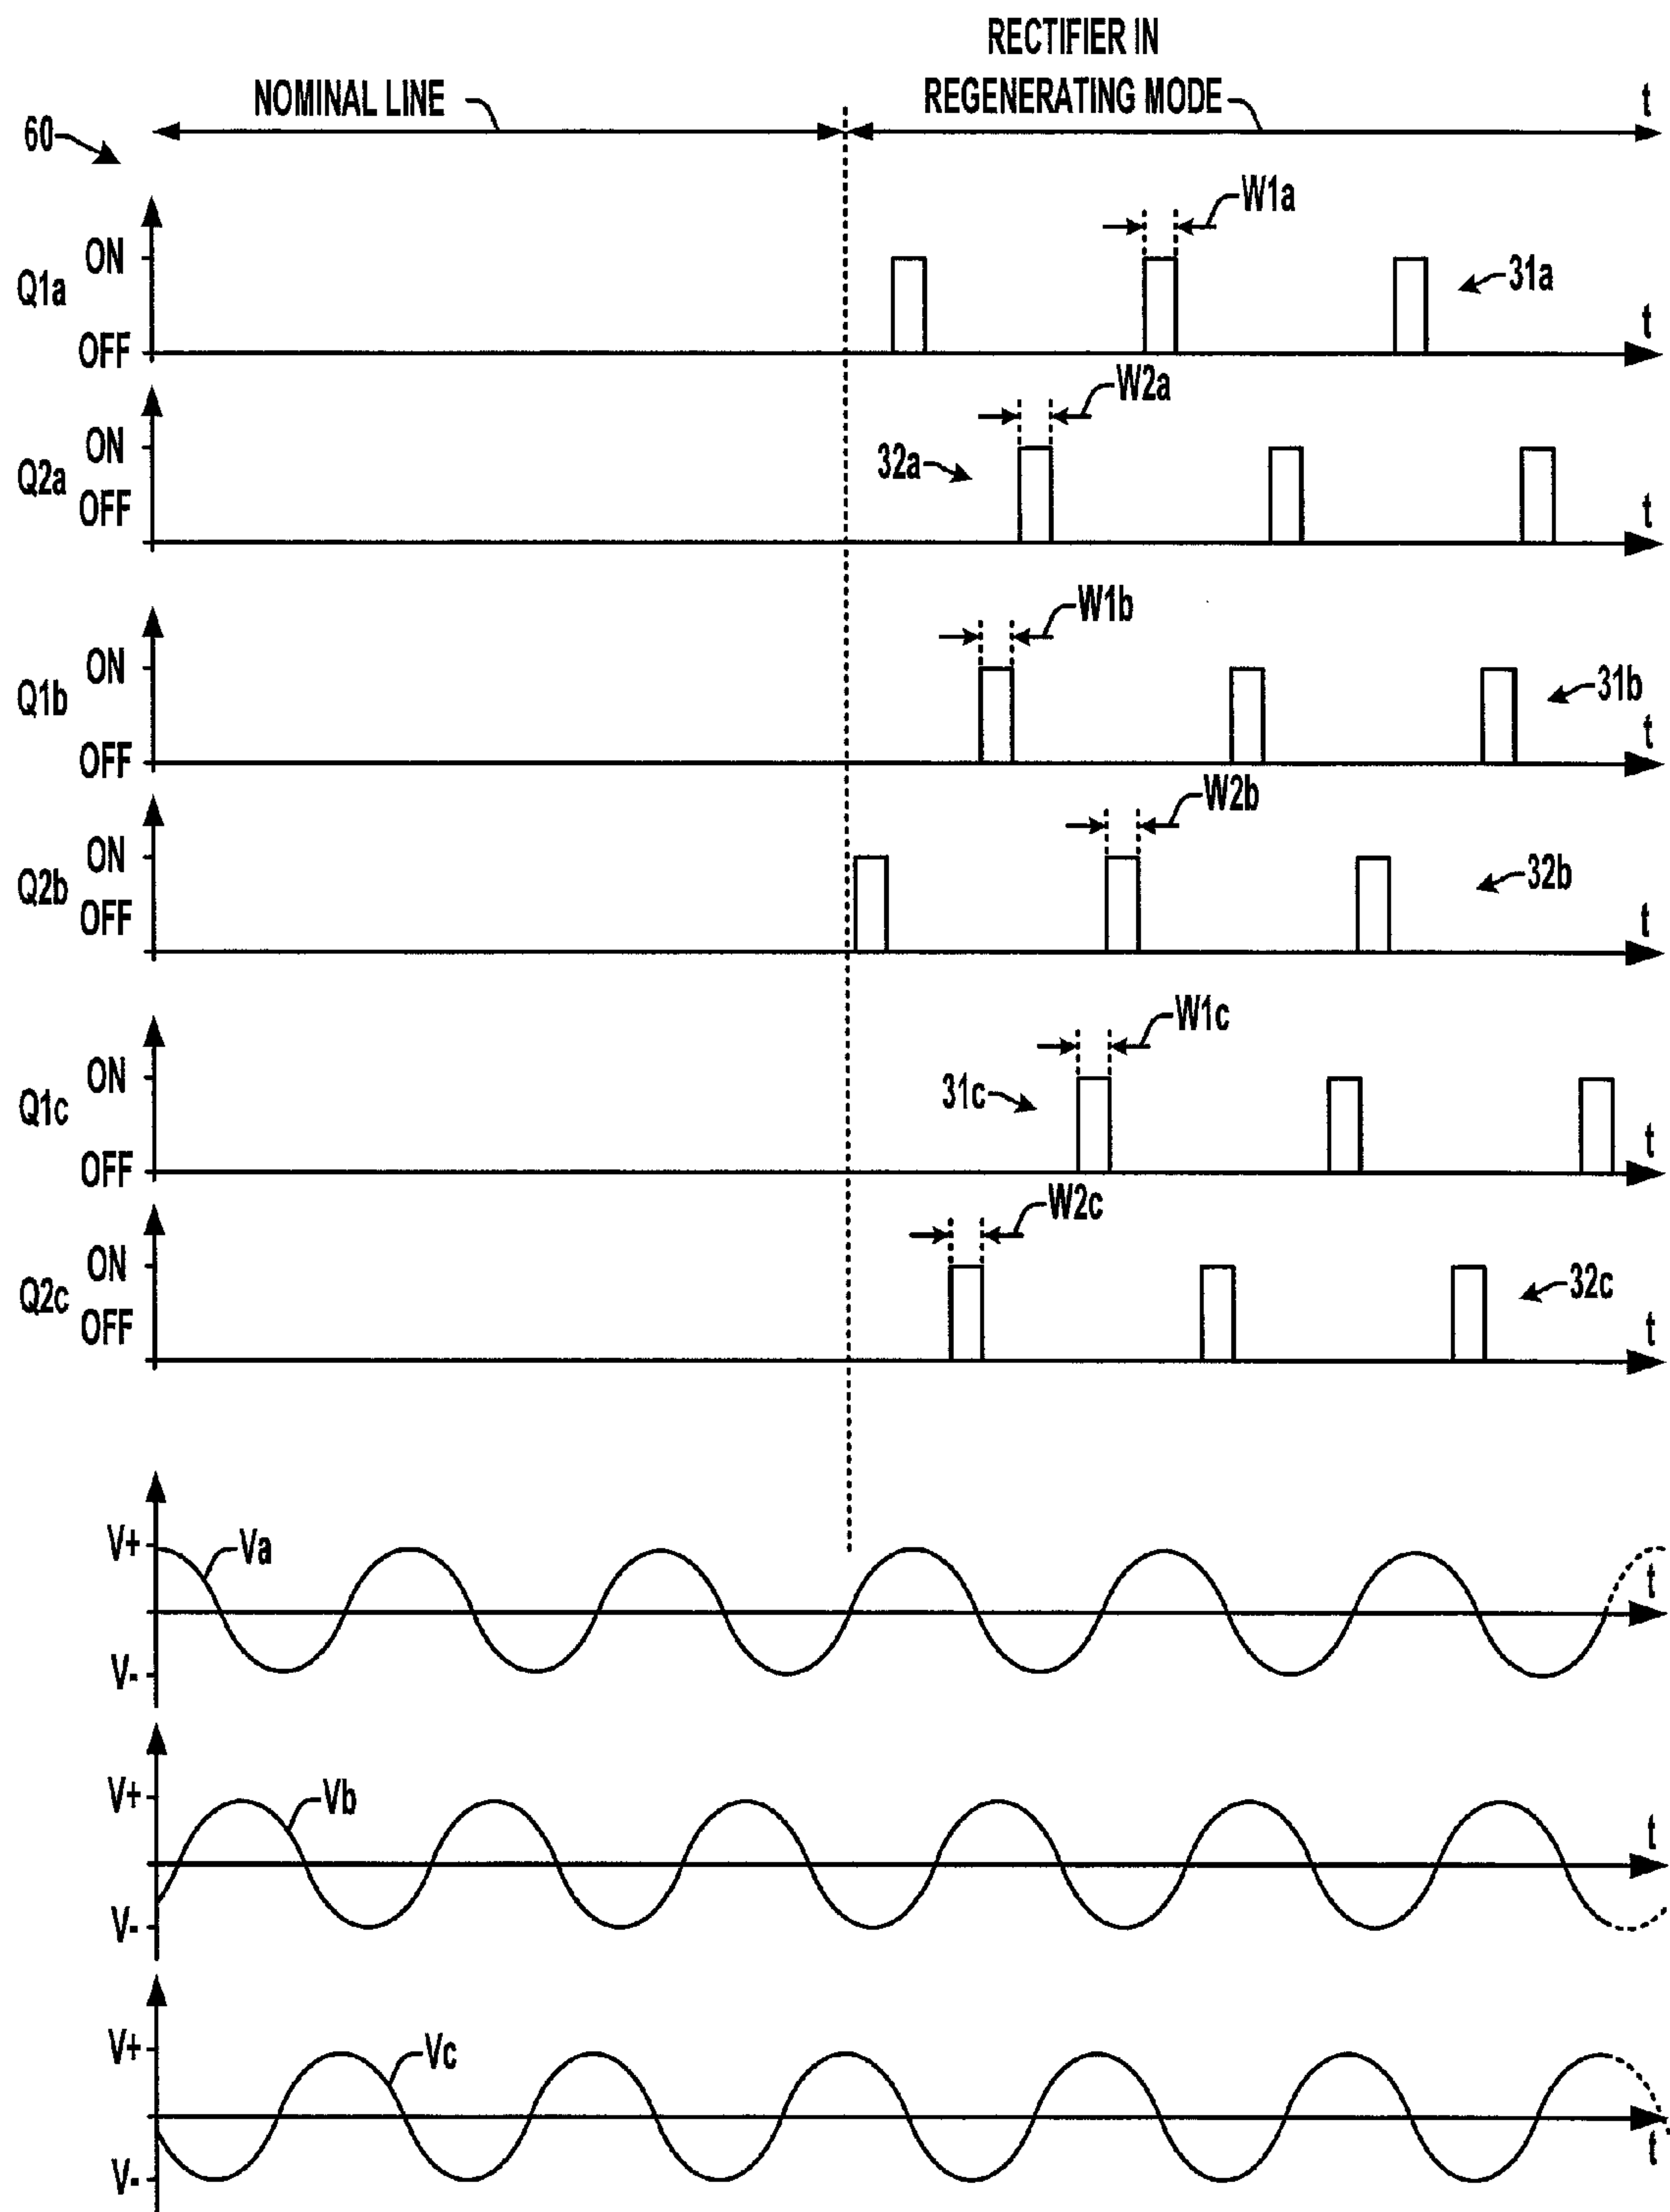 RECTIFIER IN
NOMINAL LINE
REGENERATING MODE
t
60
W1a
ON
Q1a
31a
OFF
t
W2a
ON
Q2a
32a
OFF
t
W1b
ON
Q1b
31b
OFF
t
W2b
ON
Q2b
32b
OFF
t
W1c
ON
Q1c
31c
OFF
t
W2c
ON
Q2c
32c
OFF
t
V+
Va
t
V-
V+
Vb
t
V-
V+
Vc
t
V-